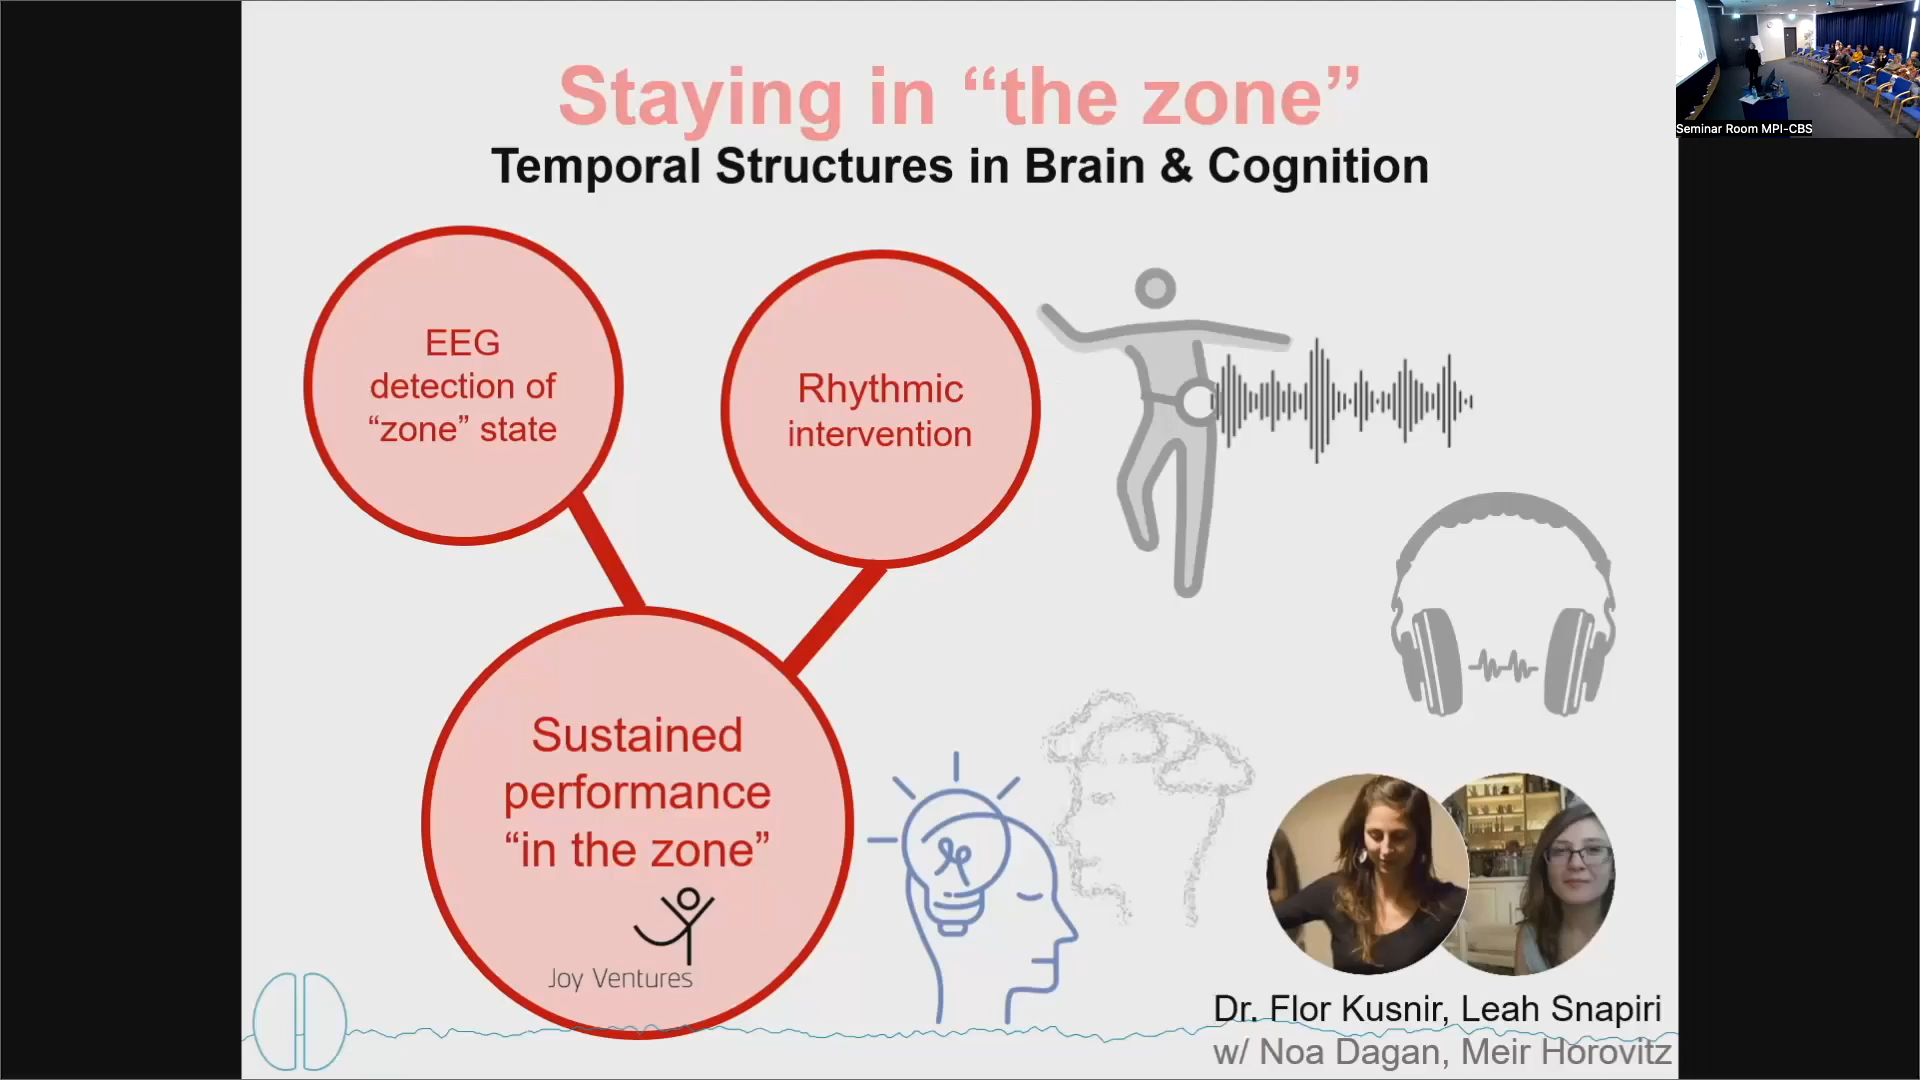 Staying in “the zone”
Temporal Structures in Brain & Cognition
Seminar Room MPI-CBS
EEG
detection of
“zone” state
Rhythmic
intervention
Sustained
performance
“in the zone”
Joy Ventures
Dr. Flor Kusnir, Leah Snapiri
w/ Noa Dagan, Meir Horovitz